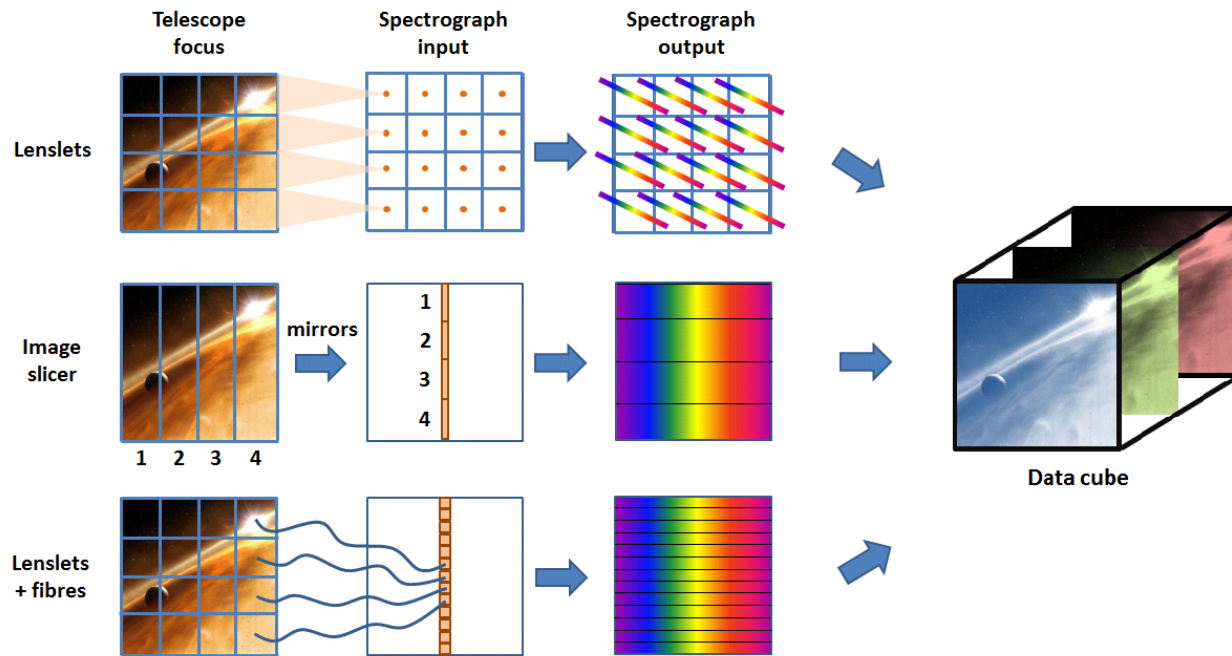 Telescope
focus
Spectrograph
input
Spectrograph
output
Lenslets
Image
slicer
mirrors
1
2
3
4
1 2 3 4
Data cube
Lenslets
+ fibres